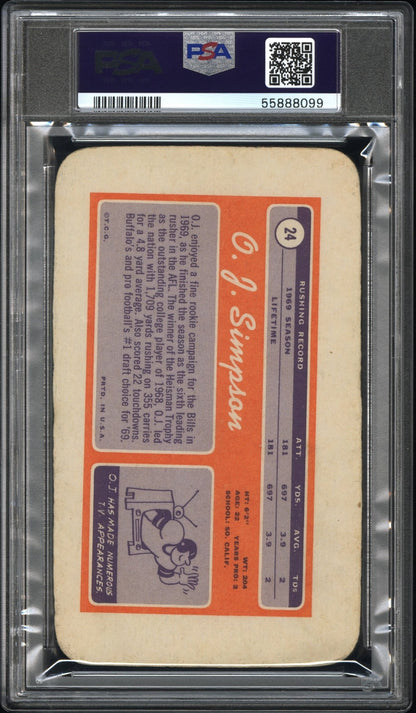 PSA
PSA
55888099
24
RUSHING RECORD ATT. YDS. AVG. TDS
1969 SEASON 181 697 3.9 2
LIFETIME 181 697 3.9 2
O. J. Simpson
HT: 6'2" WT: 204
AGE: 22 YEARS PRO: 2
SCHOOL: SO. CALIF.
O.J. enjoyed a fine rookie campaign for the Bills in
1969, as he finished the season as the sixth leading
rusher in the AFL. The winner of the Heisman Trophy
as the outstanding college player of 1968, O.J. led
the nation with 1,709 yards rushing on 355 carries
for a 4.8 yard average. Also scored 22 touchdowns.
Buffalo's and pro football's #1 draft choice for '69.
©T.C.G. PRTD. IN U.S.A.
O.J. HAS MADE NUMEROUS
T.V. APPEARANCES.